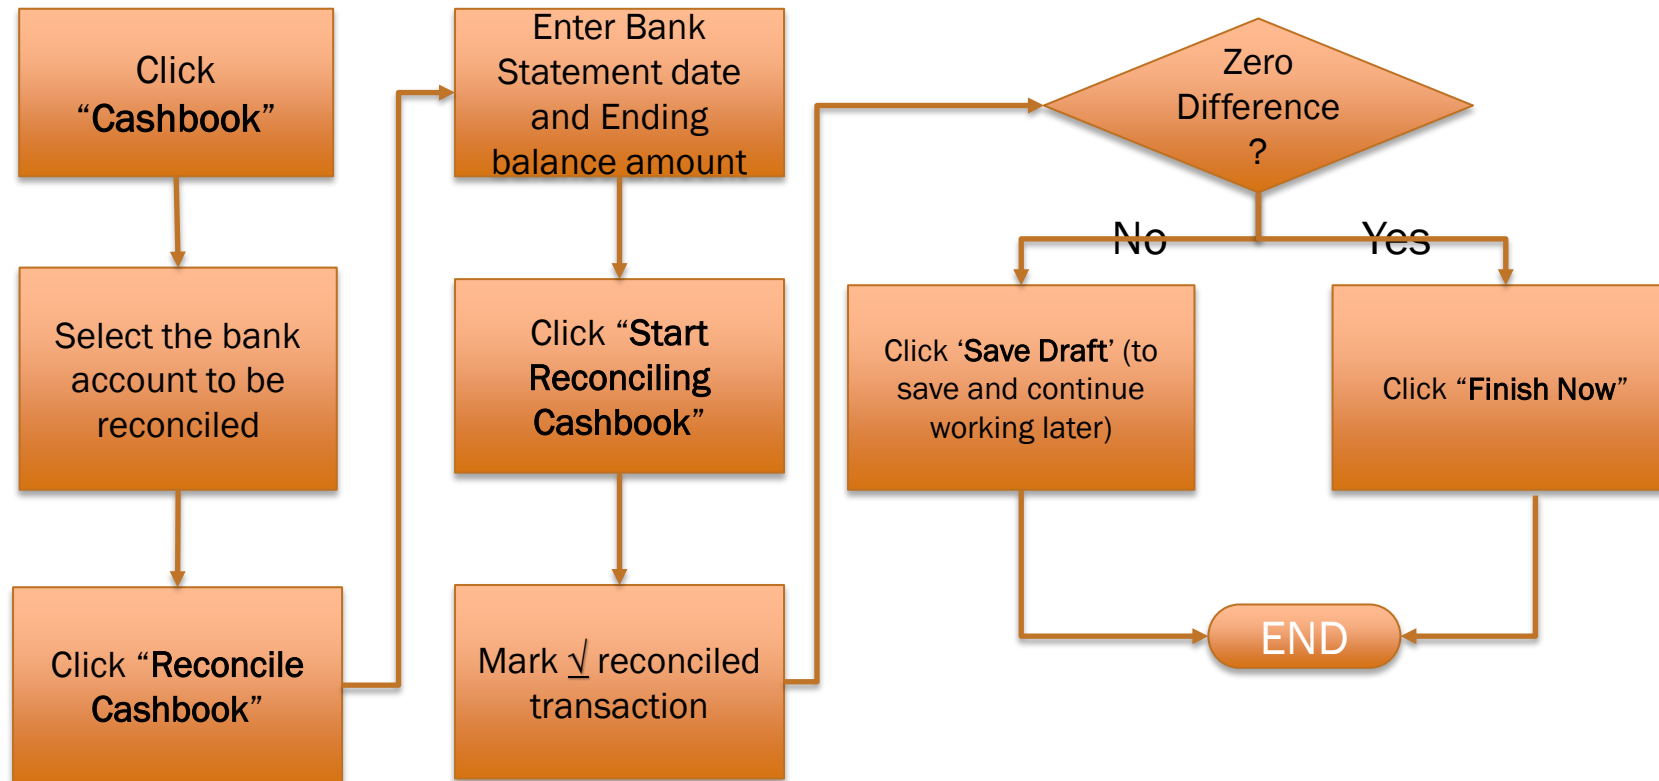 Click
“Cashbook”
Select the bank
account to be
reconciled
Click “Reconcile
Cashbook”
Enter Bank
Statement date
and Ending
balance amount
Click “Start
Reconciling
Cashbook”
Mark √ reconciled
transaction
Zero
Difference
?
No
Yes
Click ‘Save Draft’ (to
save and continue
working later)
Click “Finish Now”
END